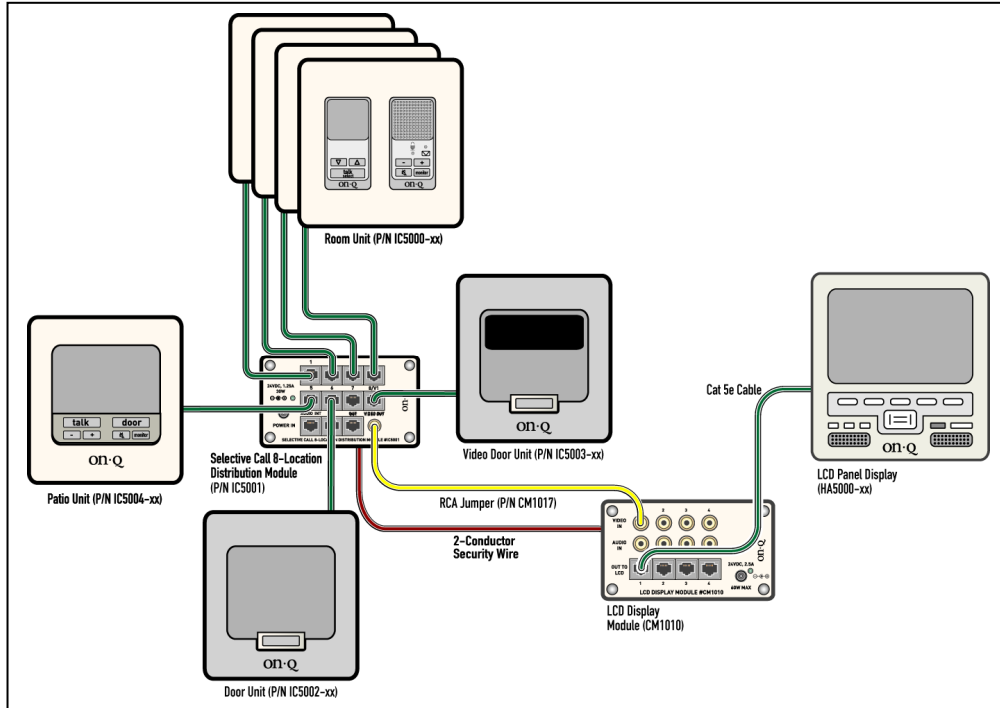 talk
select
on·Q
- +
monitor
on·Q
Room Unit (P/N IC5000-xx)
talk door
- + monitor
on·Q
Patio Unit (P/N IC5004-xx)
1
24VDC, 1.25A
30W
8/V1
5 6 7
AUDIO INT
OUT
VIDEO OUT
POWER IN
on·Q
SELECTIVE CALL 8-LOCATION DISTRIBUTION MODULE #IC5001
Selective Call 8-Location
Distribution Module
(P/N IC5001)
on·Q
Video Door Unit (P/N IC5003-xx)
Cat 5e Cable
on·Q
LCD Panel Display
(HA5000-xx)
RCA Jumper (P/N CM1017)
2-Conductor
Security Wire
2 3 4
VIDEO
IN
AUDIO
IN
on·Q
OUT TO
LCD
24VDC, 2.5A
60W MAX
1 2 3 4
LCD DISPLAY MODULE #CM1010
LCD Display
Module (CM1010)
on·Q
Door Unit (P/N IC5002-xx)